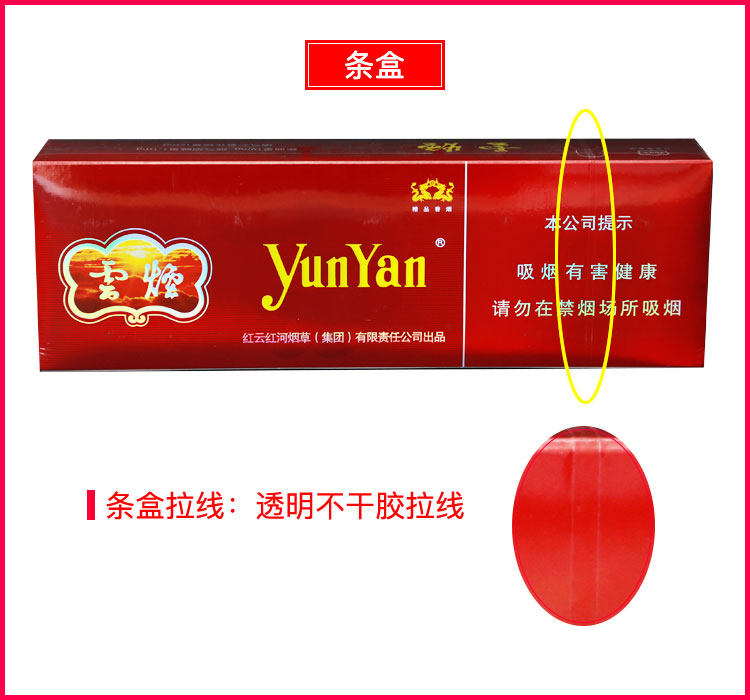 条盒
雲烟
精品香烟
YunYan®
红云红河烟草（集团）有限责任公司出品
本公司提示
吸烟有害健康
请勿在禁烟场所吸烟
条盒拉线：透明不干胶拉线